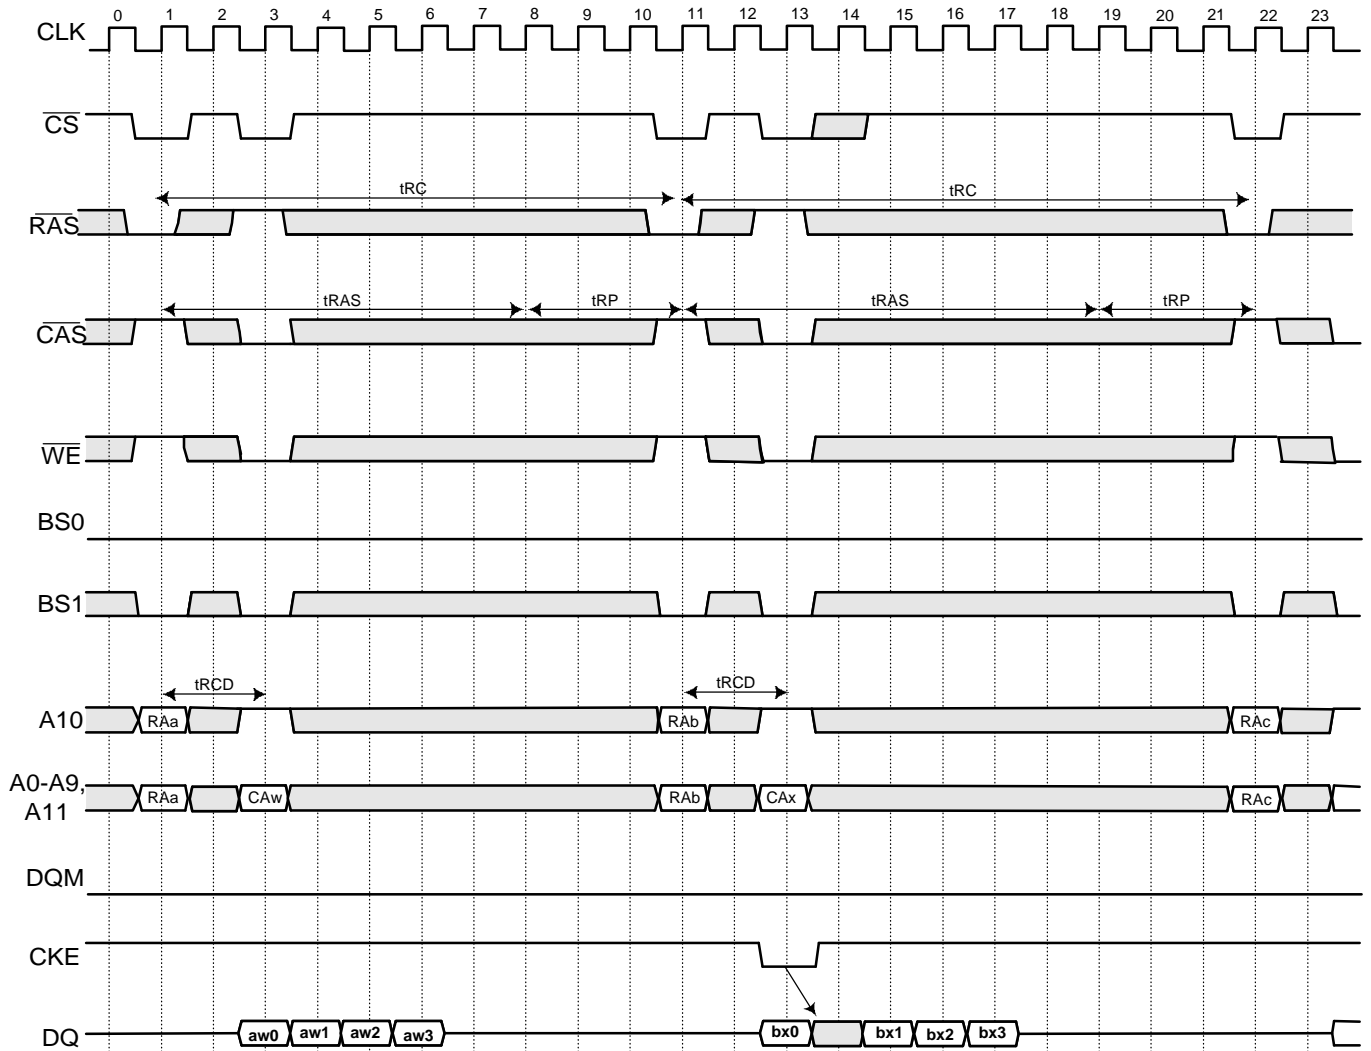 0 1 2 3 4 5 6 7 8 9 10 11 12 13 14 15 16 17 18 19 20 21 22 23
CLK
CS
tRC tRC
RAS
tRAS tRP tRAS tRP
CAS
WE
BS0
BS1
tRCD tRCD
A10 RAa RAb RAc
A0-A9,
A11 RAa CAw RAb CAx RAc
DQM
CKE
DQ aw0 aw1 aw2 aw3 bx0 bx1 bx2 bx3